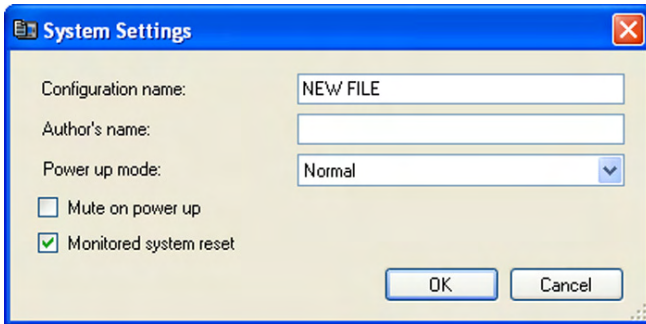 System Settings
Configuration name: NEW FILE
Author's name:
Power up mode: Normal
Mute on power up
Monitored system reset
OK Cancel